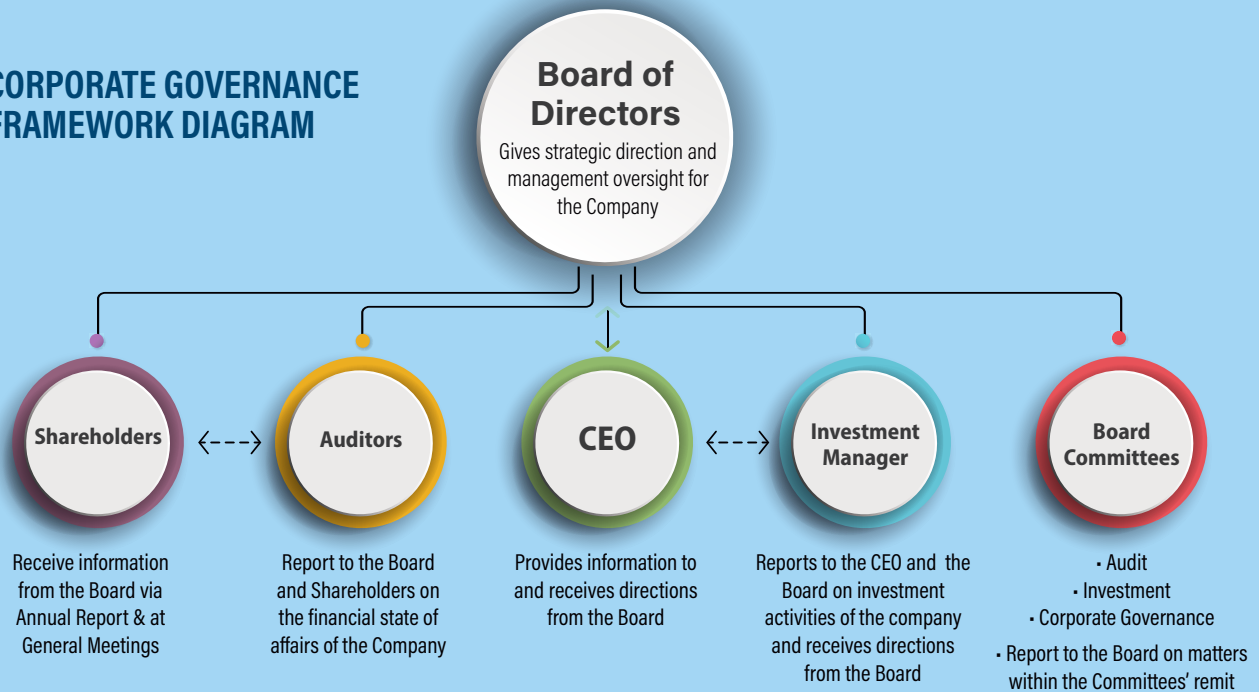 CORPORATE GOVERNANCE
FRAMEWORK DIAGRAM
Board of
Directors
Gives strategic direction and
management oversight for
the Company
Shareholders
Receive information
from the Board via
Annual Report & at
General Meetings
Auditors
Report to the Board
and Shareholders on
the financial state of
affairs of the Company
CEO
Provides information to
and receives directions
from the Board
Investment
Manager
Reports to the CEO and the
Board on investment
activities of the company
and receives directions
from the Board
Board
Committees
• Audit
• Investment
• Corporate Governance
• Report to the Board on matters
within the Committees' remit